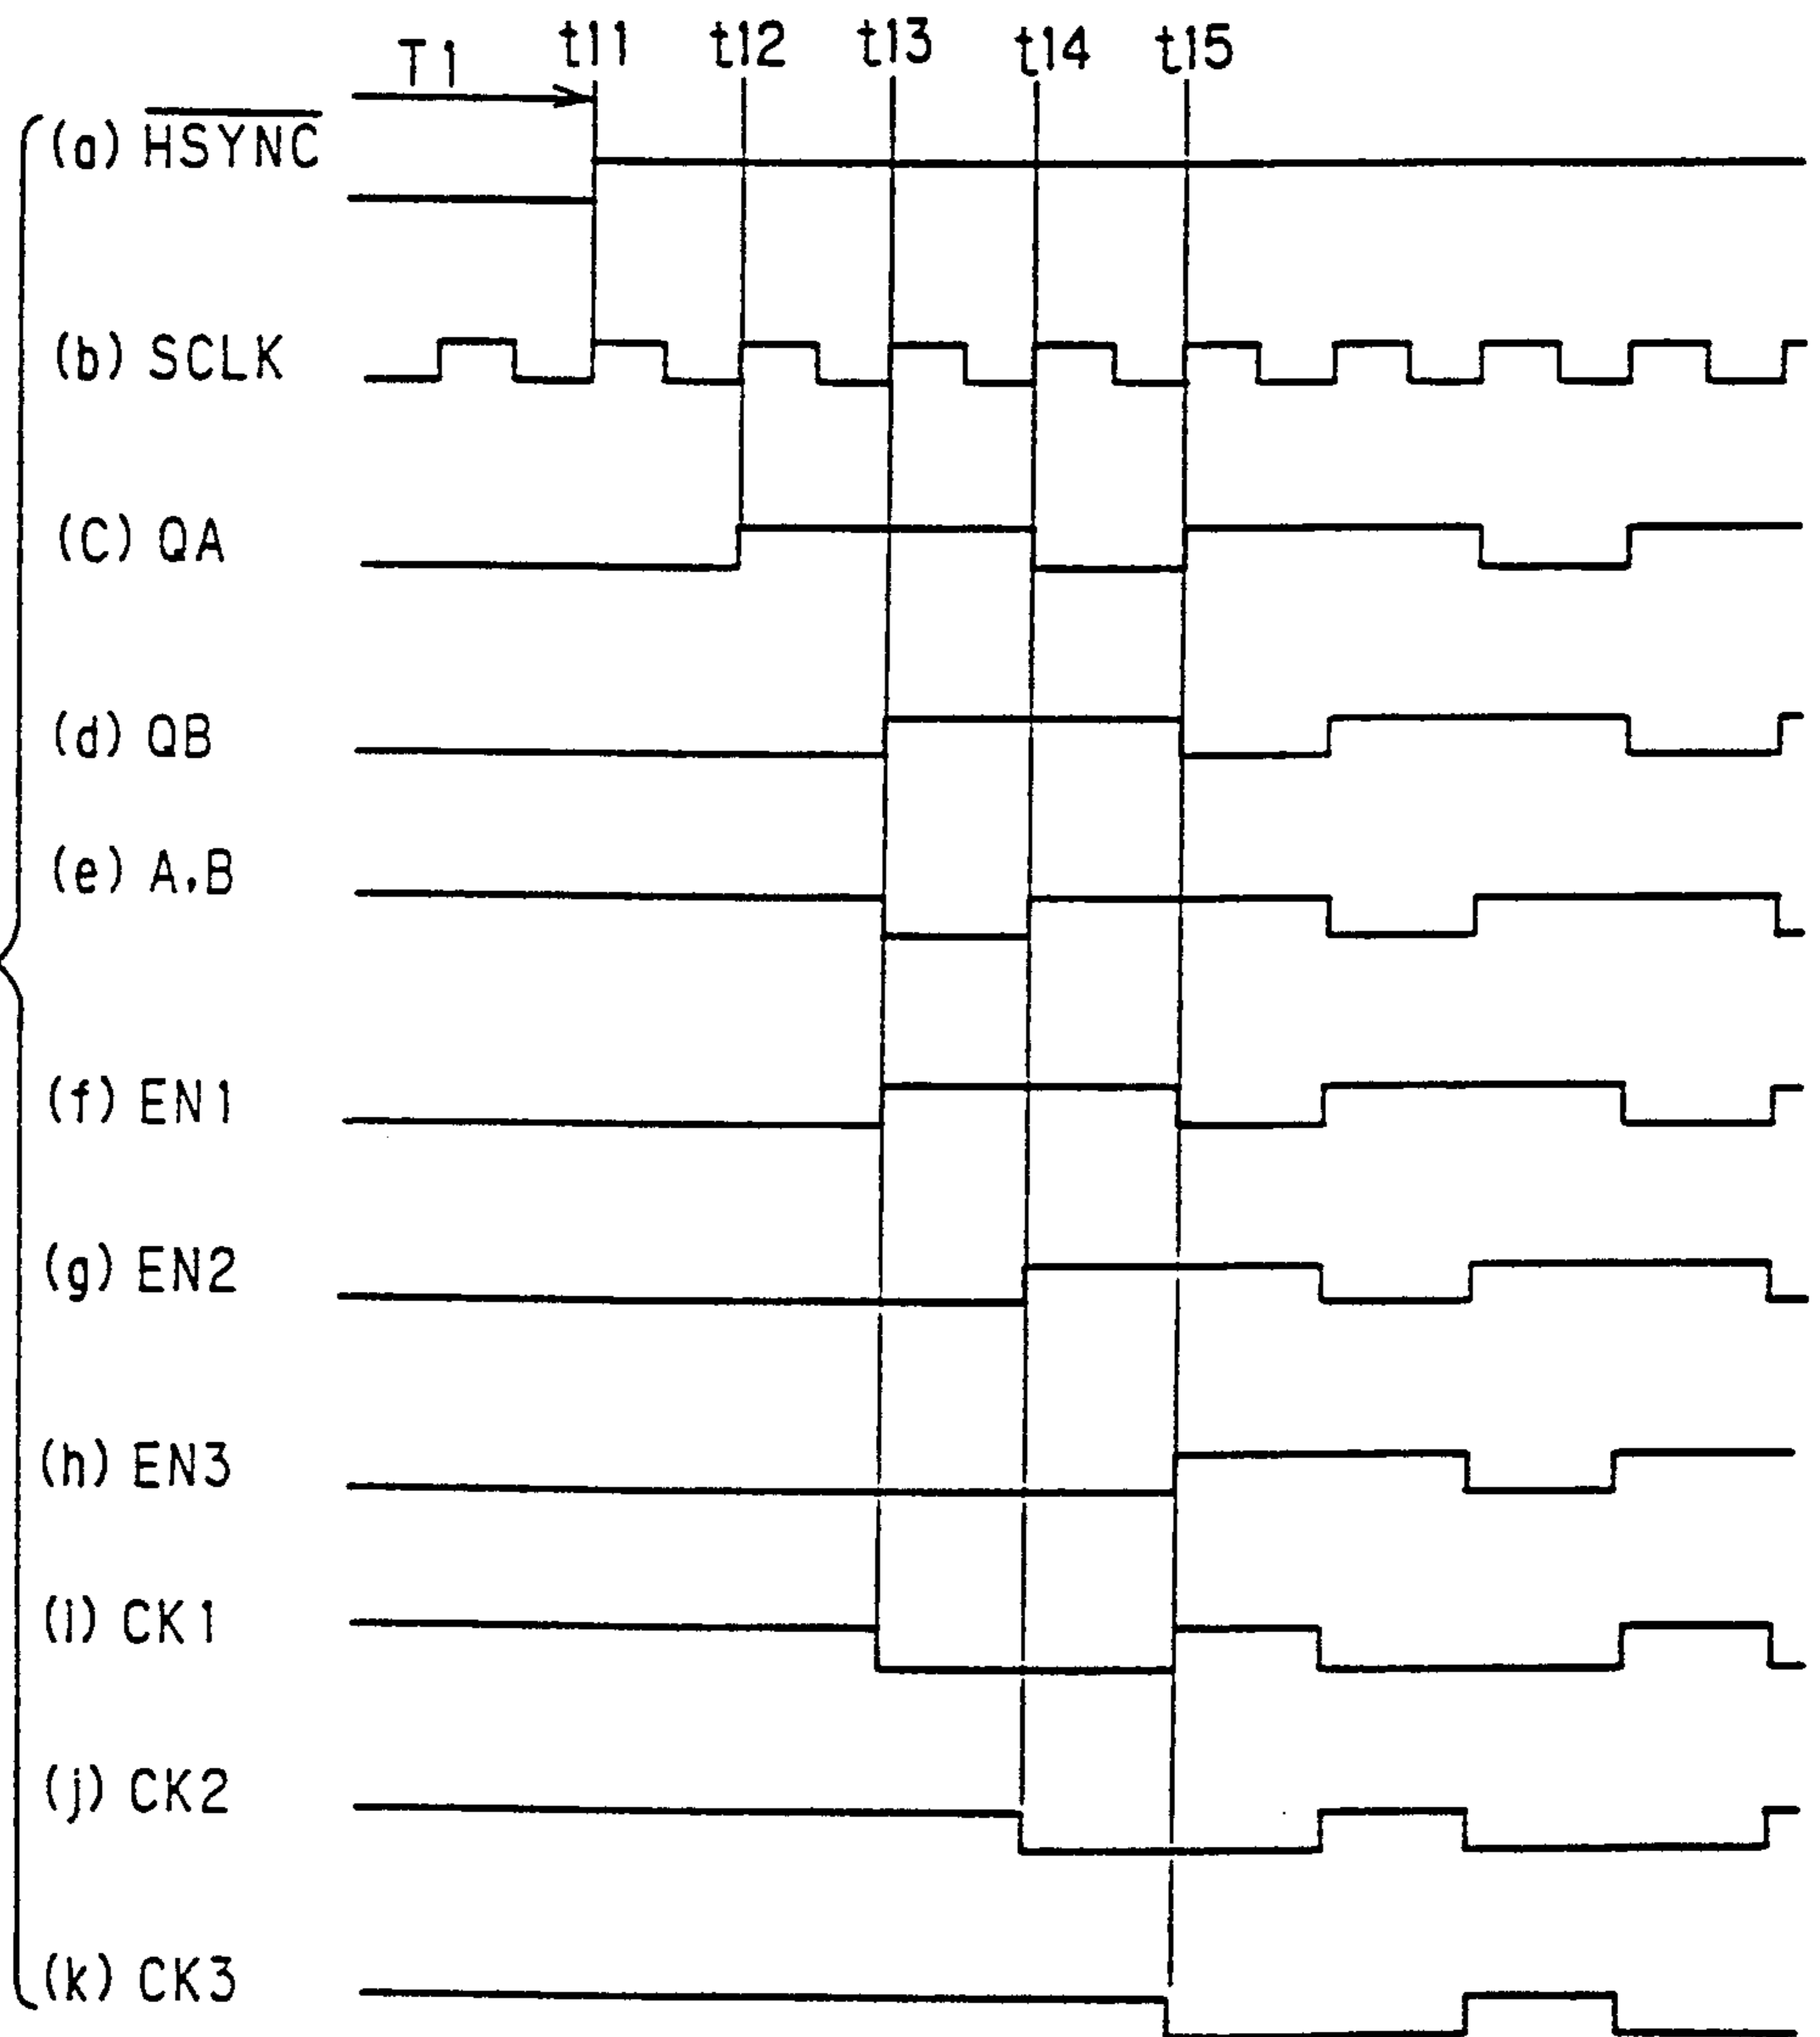 T1 t11 t12 t13 t14 t15
(a) HSYNC
(b) SCLK
(C) QA
(d) QB
(e) A,B
(f) EN1
(g) EN2
(h) EN3
(i) CK1
(j) CK2
(k) CK3